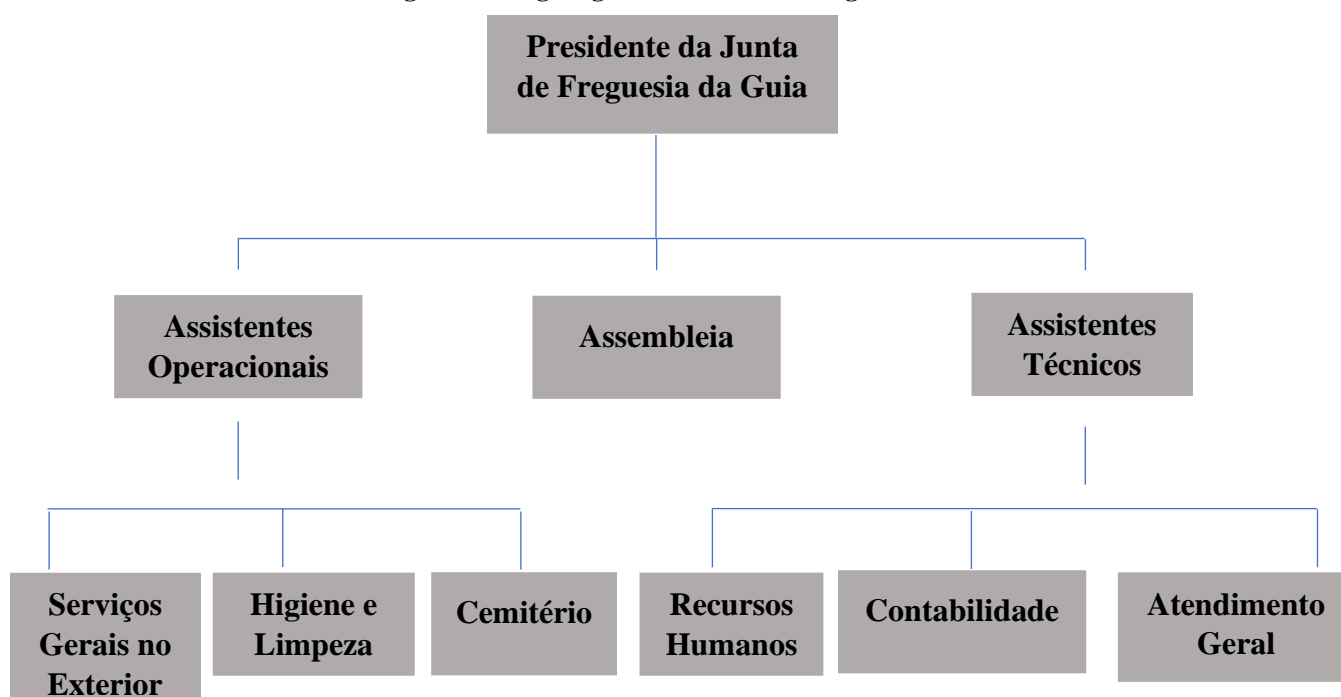 Presidente da Junta
de Freguesia da Guia
Assistentes
Operacionais
Assembleia
Assistentes
Técnicos
Serviços
Gerais no
Exterior
Higiene e
Limpeza
Cemitério
Recursos
Humanos
Contabilidade
Atendimento
Geral